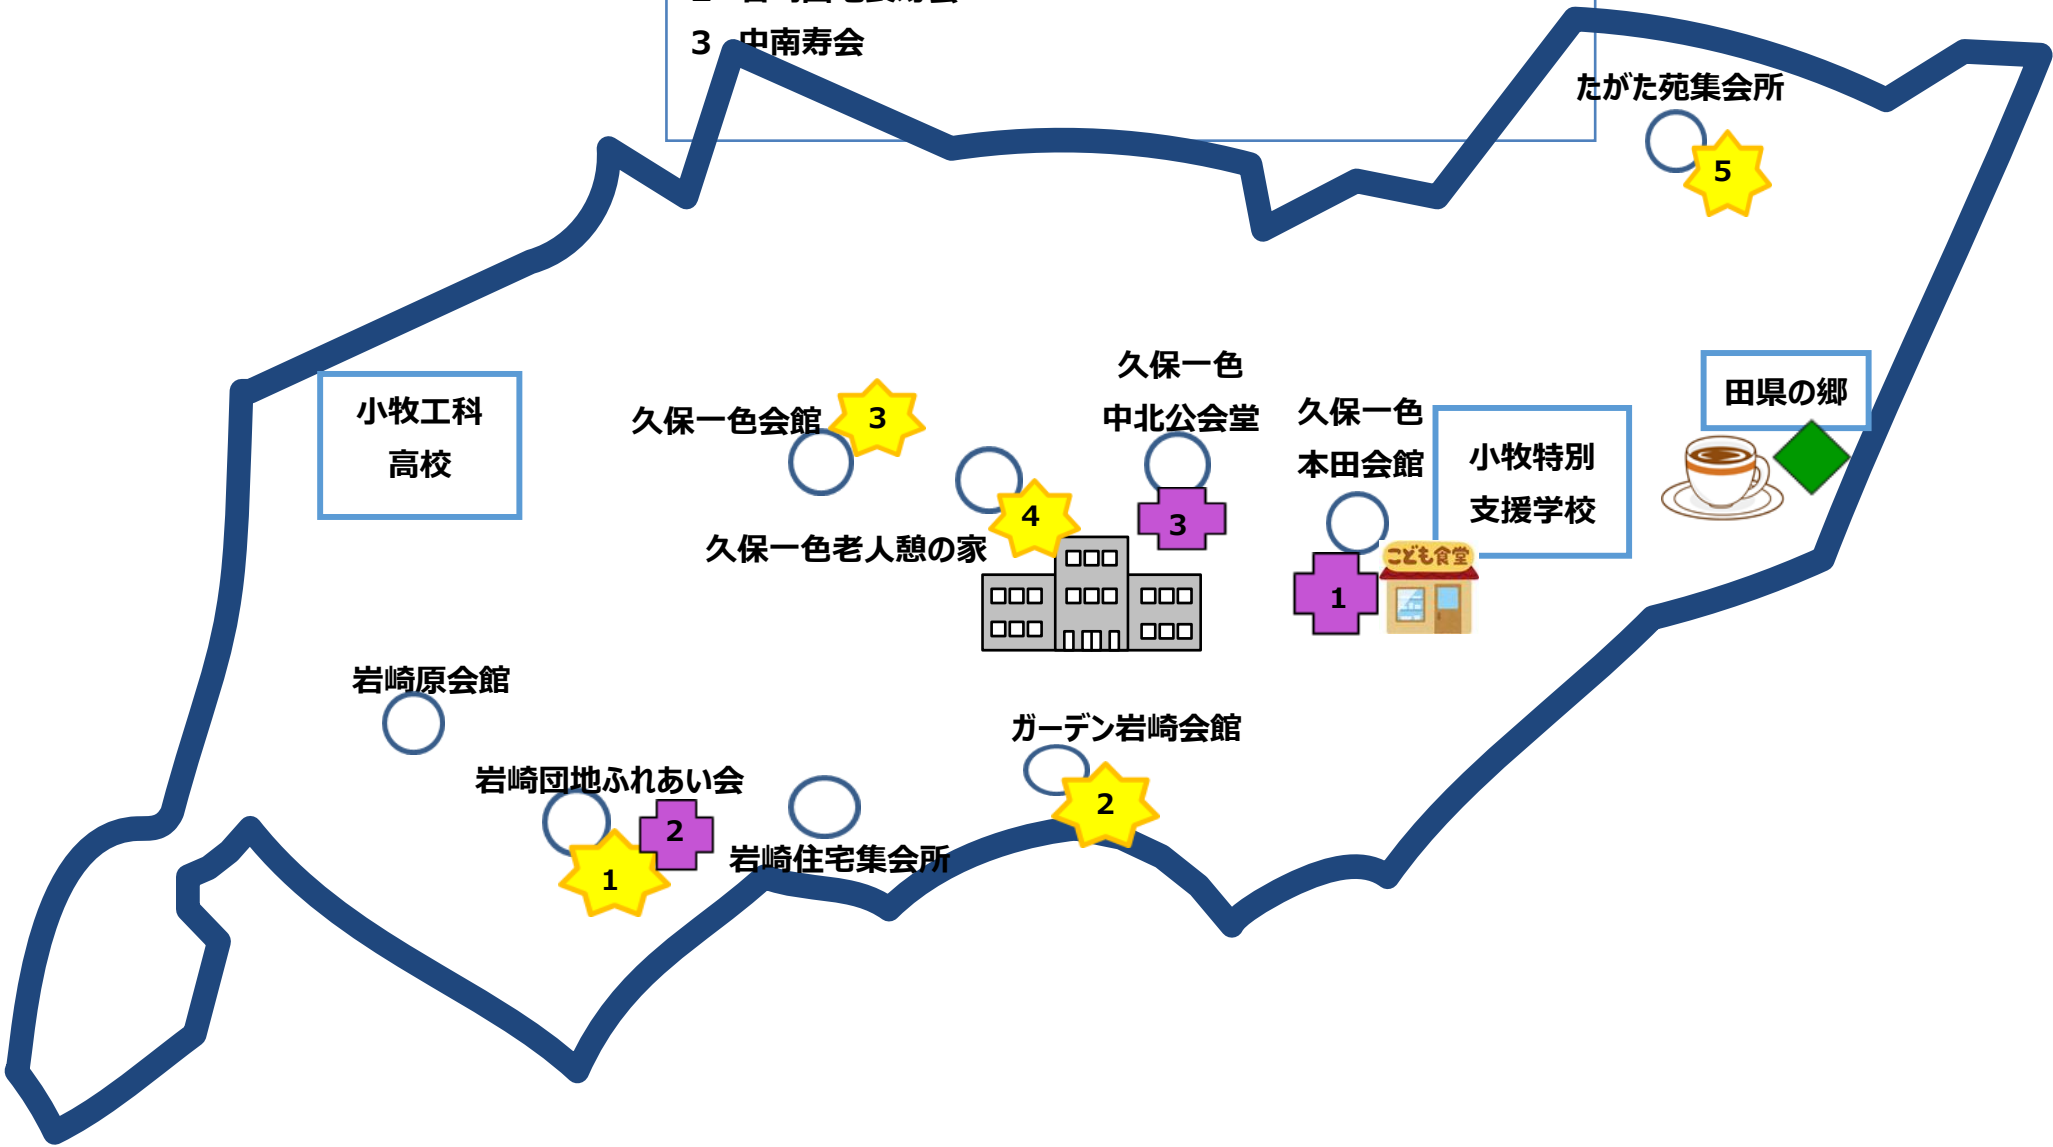 3 中南寿会
たがた苑集会所
5
久保一色
中北公会堂
久保一色
本田会館
田県の郷
小牧工科
高校
久保一色会館
3
小牧特別
支援学校
4
3
久保一色老人憩の家
こども食堂
1
岩崎原会館
ガーデン岩崎会館
岩崎団地ふれあい会
2
2
岩崎住宅集会所
1